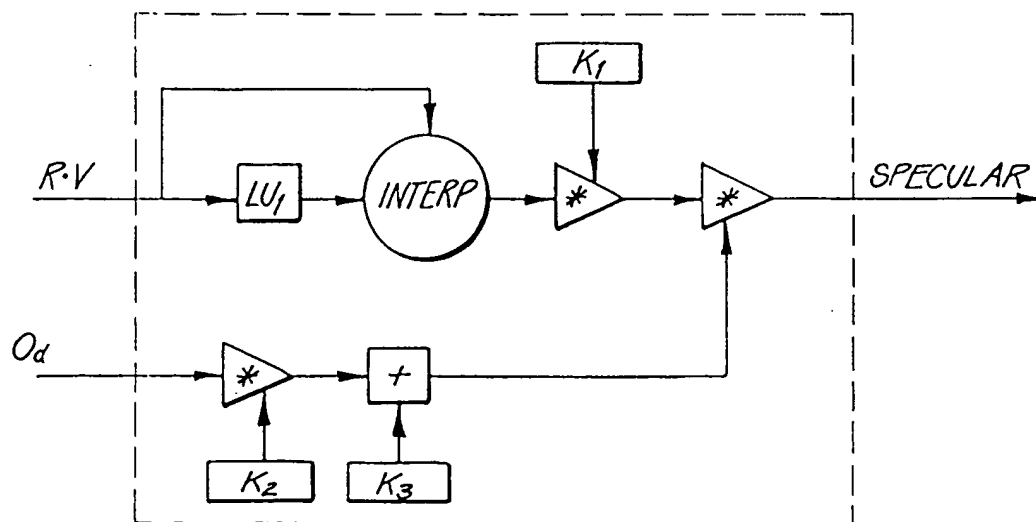 K₁
R·V
LU₁
INTERP
*
*
SPECULAR
Od
*
+
K₂
K₃